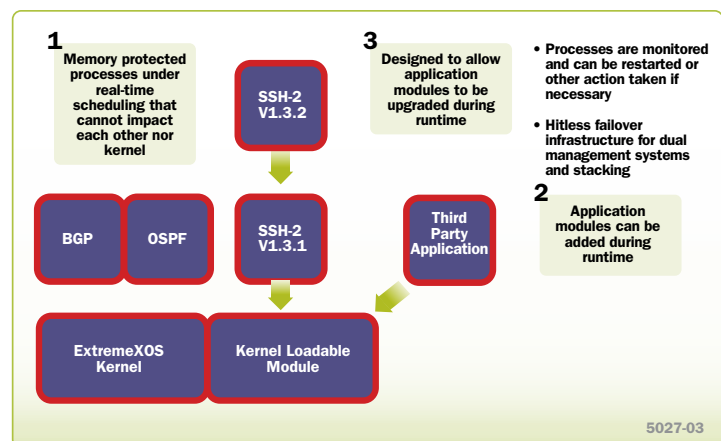 1
Memory protected
processes under
real-time
scheduling that
cannot impact
each other nor
kernel
SSH-2
V1.3.2
3
Designed to allow
application
modules to be
upgraded during
runtime
• Processes are monitored
and can be restarted or
other action taken if
necessary
• Hitless failover
infrastructure for dual
management systems
and stacking
2
Application
modules can be
added during
runtime
BGP
OSPF
SSH-2
V1.3.1
Third
Party
Application
ExtremeXOS
Kernel
Kernel Loadable
Module
5027-03